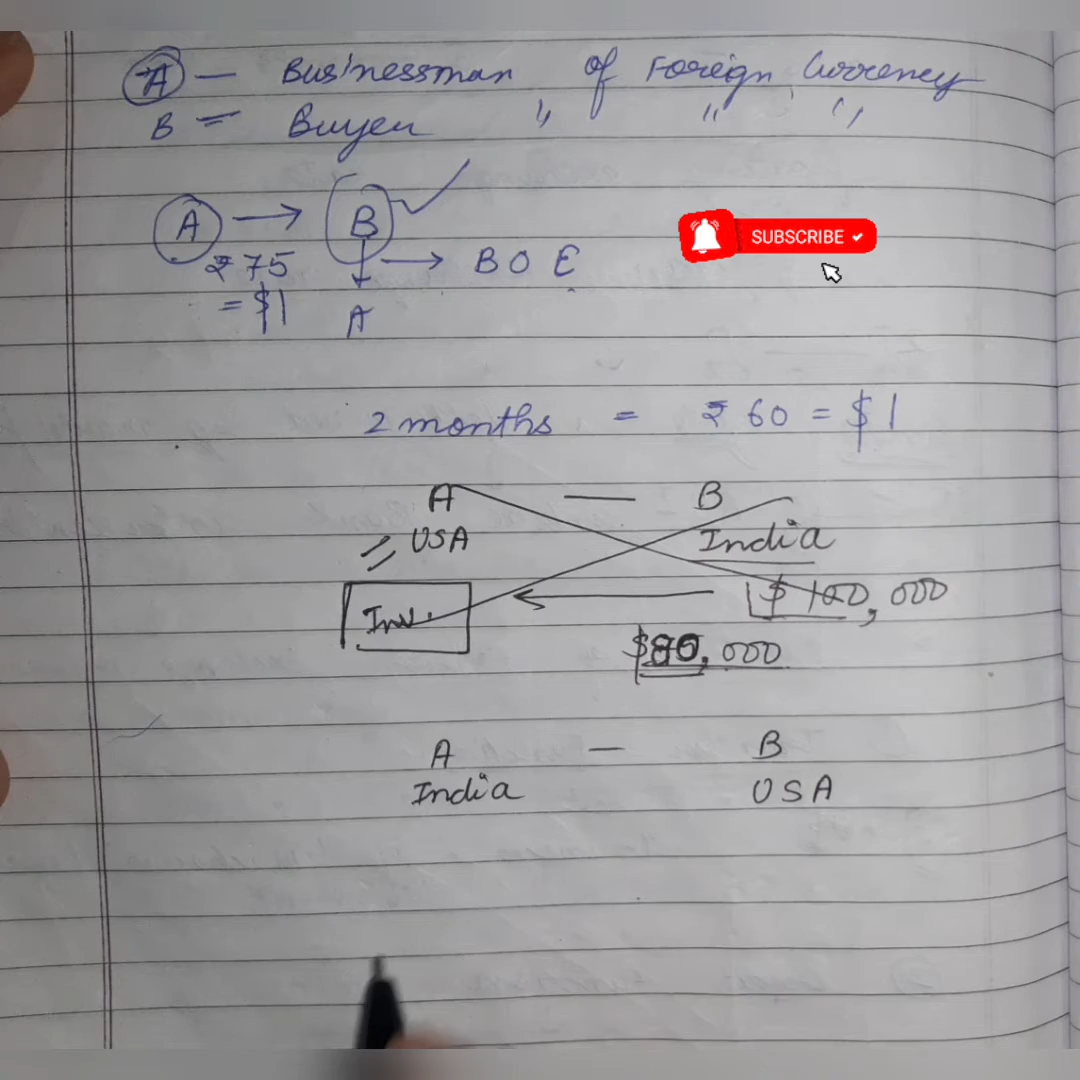 A — Businessman of Foreign Currency
B = Buyer " " "
A → B
SUBSCRIBE
₹75 → B O E
= $1 A
2 months = ₹60 = $1
A — B
USA India
Inv. $100,000
$80,000
A — B
India USA